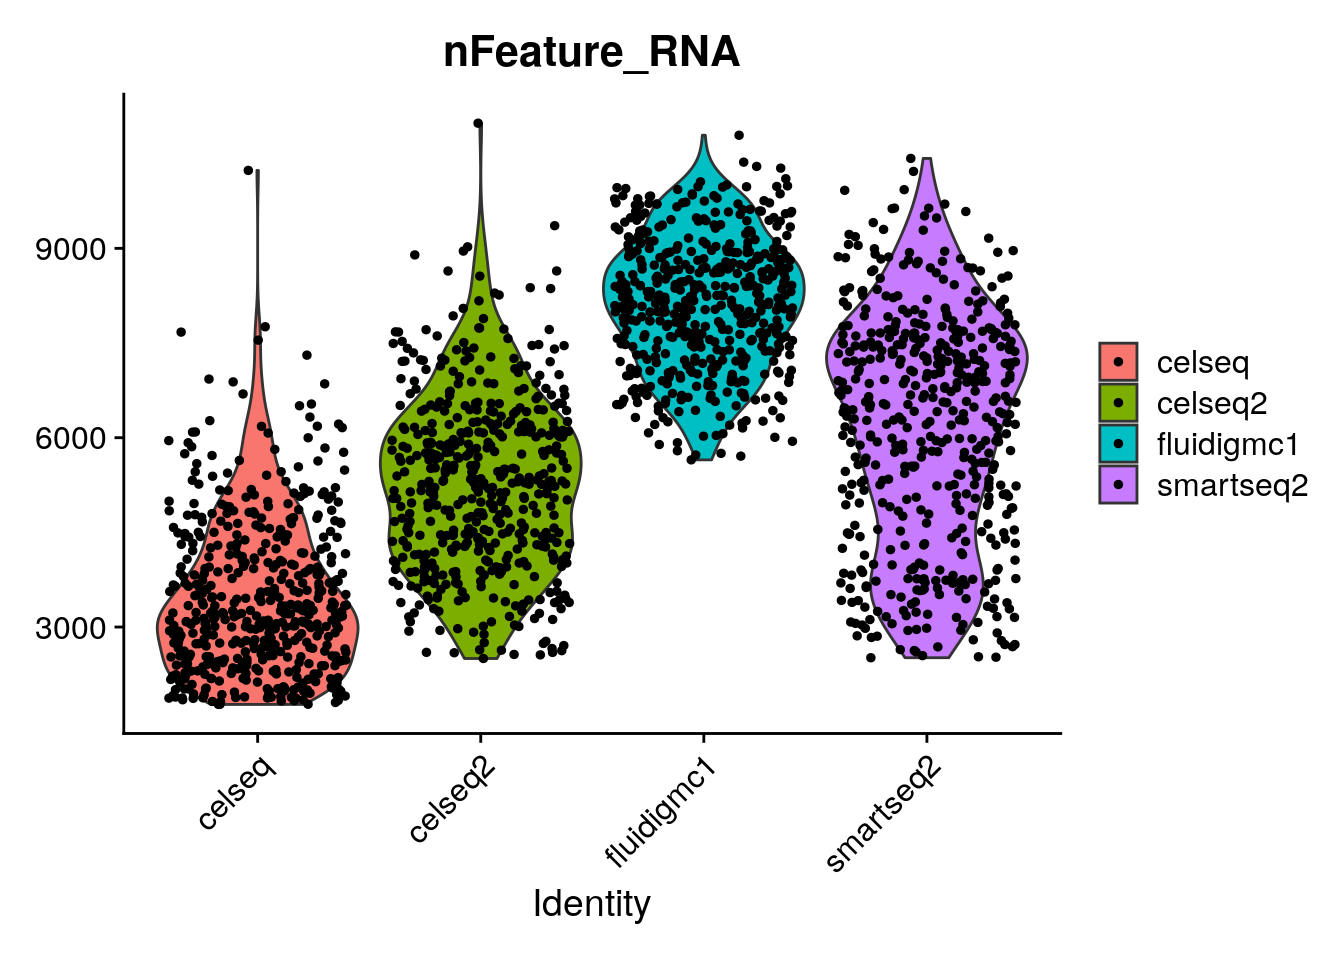 nFeature_RNA
9000
6000
3000
celseq
celseq2
fluidigmc1
smartseq2
Identity
celseq
celseq2
fluidigmc1
smartseq2